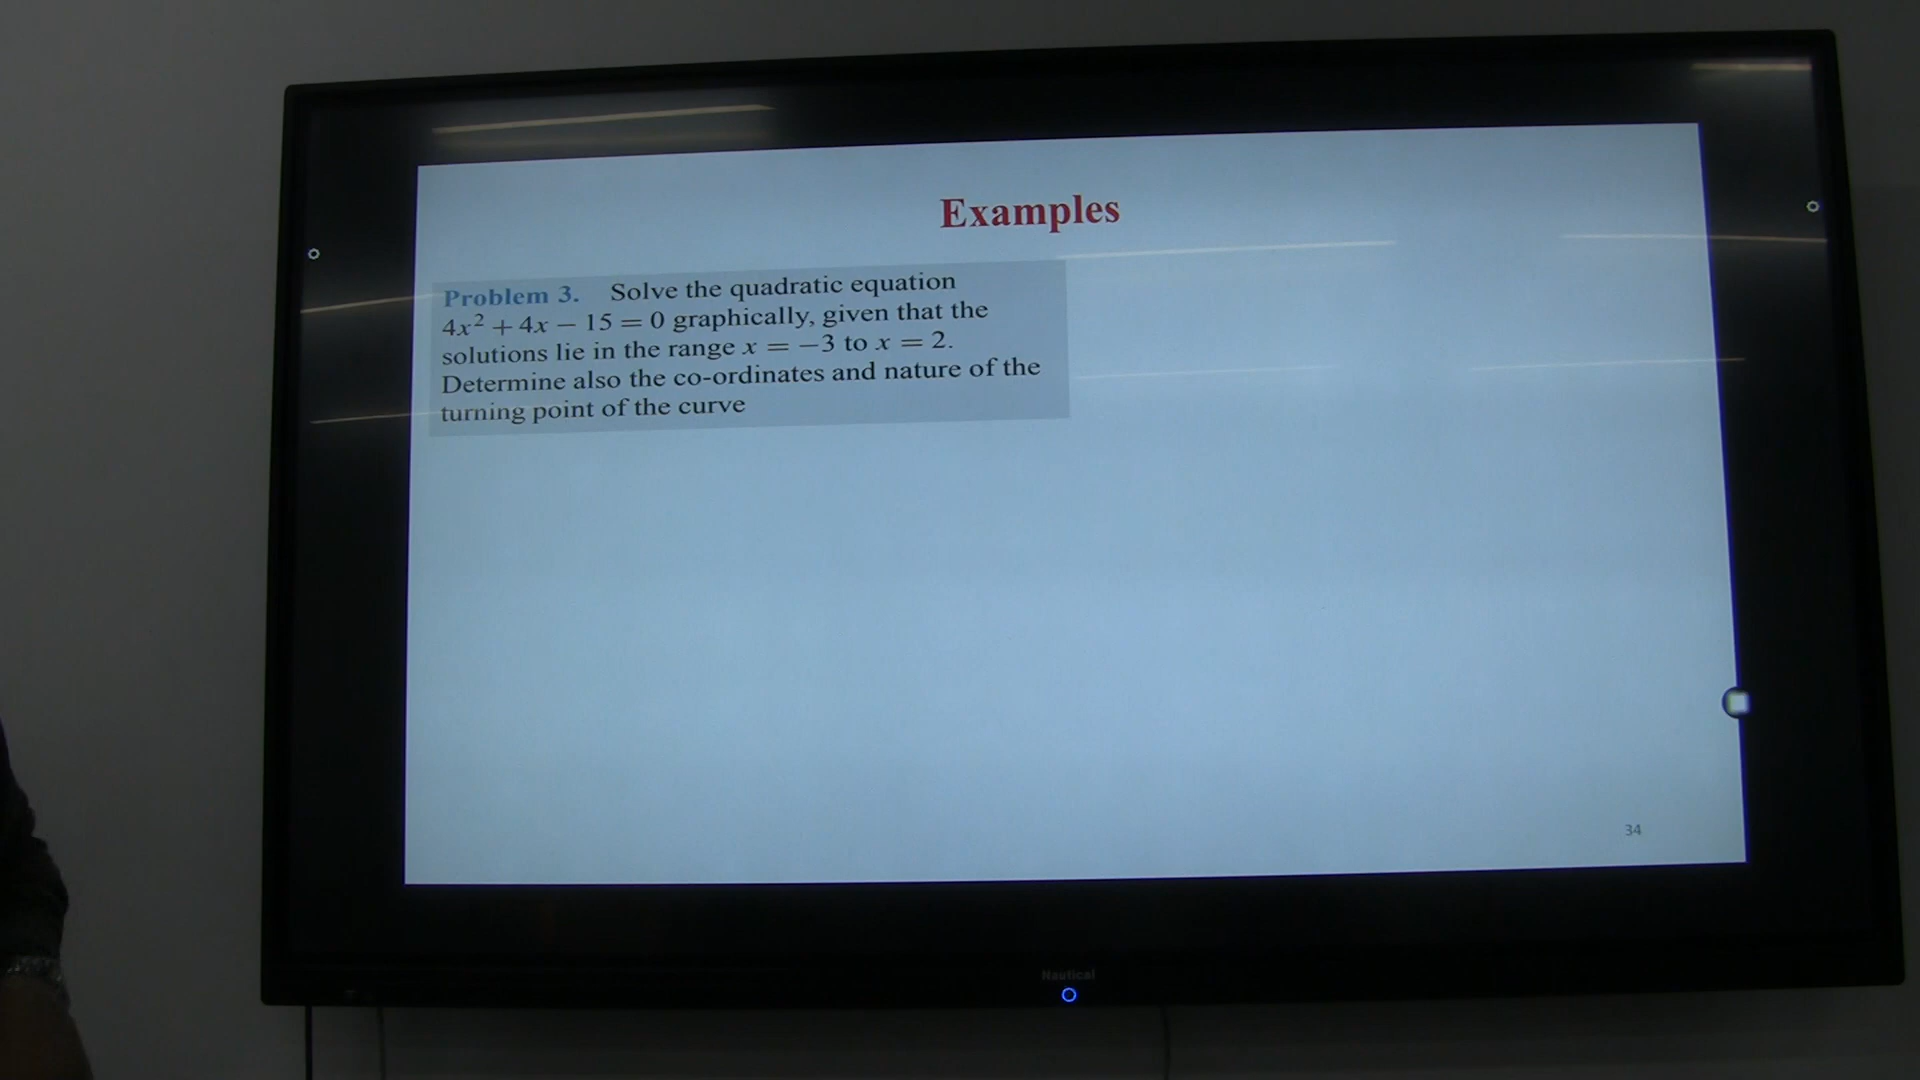 Examples
Problem 3. Solve the quadratic equation
4x² + 4x − 15 = 0 graphically, given that the
solutions lie in the range x = −3 to x = 2.
Determine also the co-ordinates and nature of the
turning point of the curve
34
Nautical